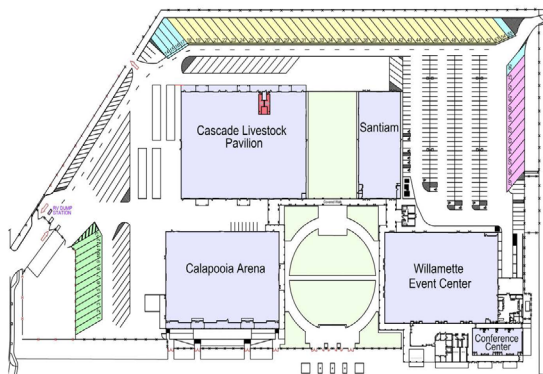 Cascade Livestock
Pavilion
Santiam
RV DUMP
STATION
Calapooia Arena
Willamette
Event Center
Conference
Center